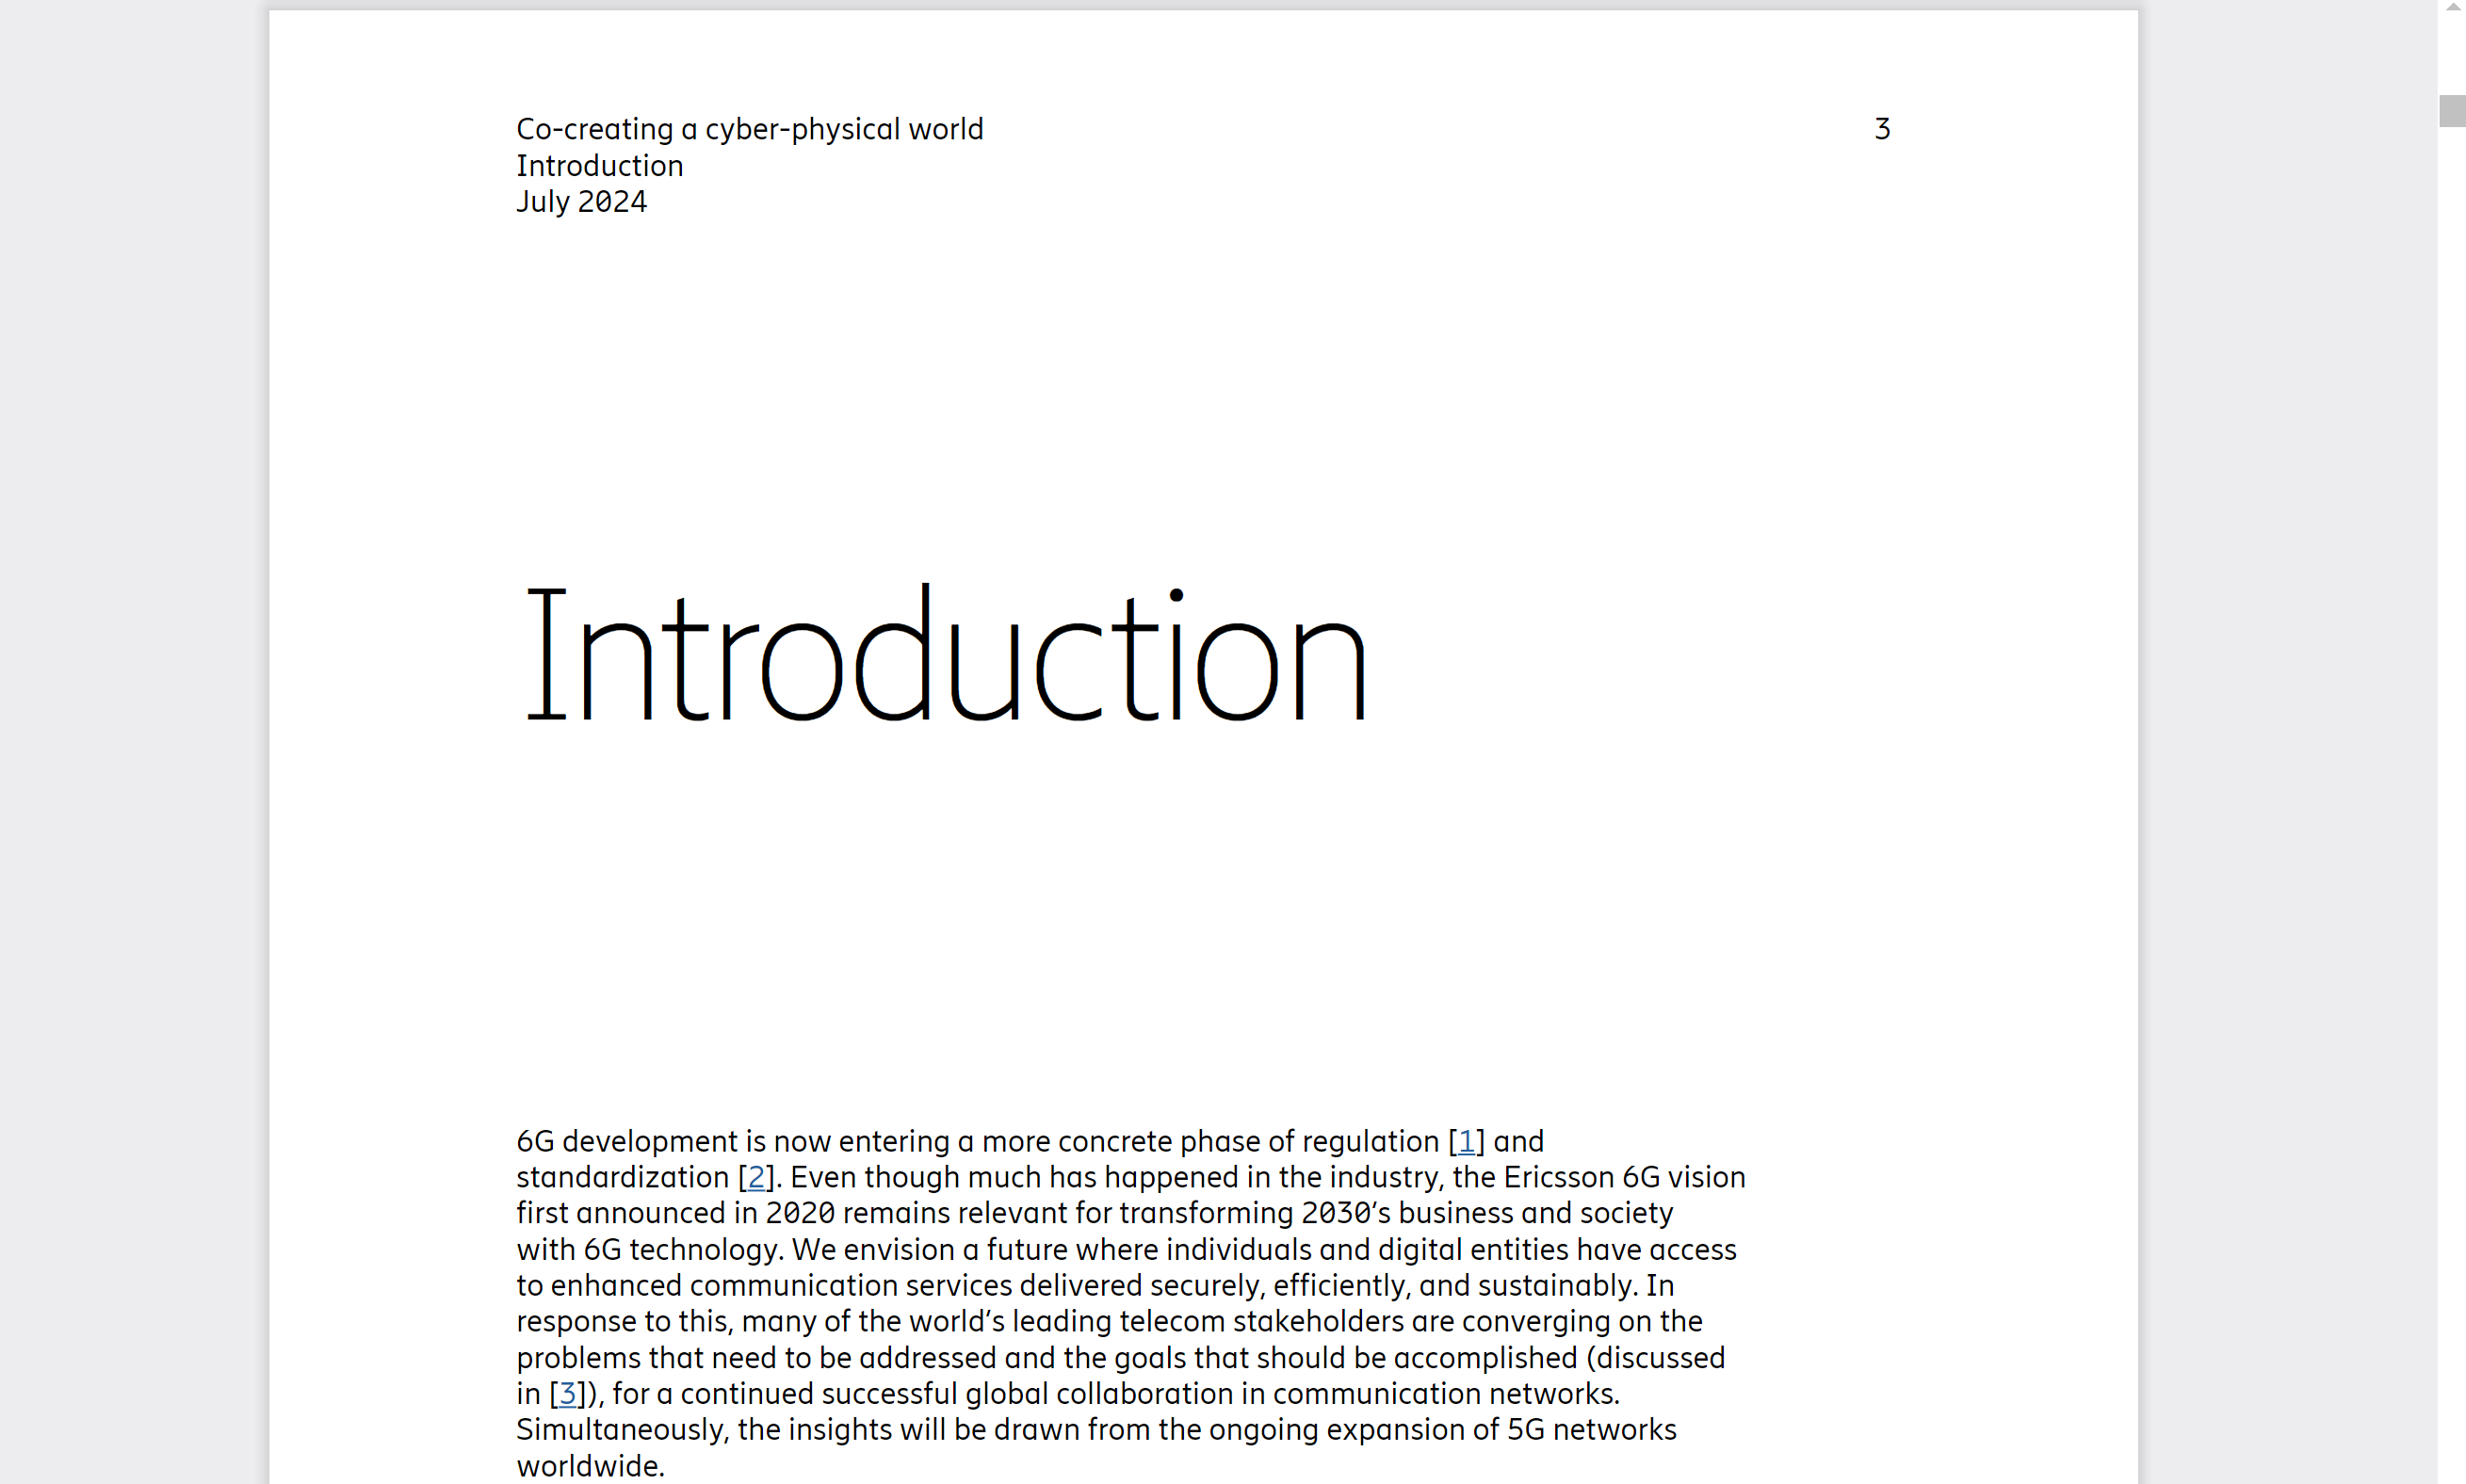 Co-creating a cyber-physical world
3
Introduction
July 2024
Introduction
6G development is now entering a more concrete phase of regulation [1] and
standardization [2]. Even though much has happened in the industry, the Ericsson 6G vision
first announced in 2020 remains relevant for transforming 2030's business and society
with 6G technology. We envision a future where individuals and digital entities have access
to enhanced communication services delivered securely, efficiently, and sustainably. In
response to this, many of the world's leading telecom stakeholders are converging on the
problems that need to be addressed and the goals that should be accomplished (discussed
in [3]), for a continued successful global collaboration in communication networks.
Simultaneously, the insights will be drawn from the ongoing expansion of 5G networks
worldwide.